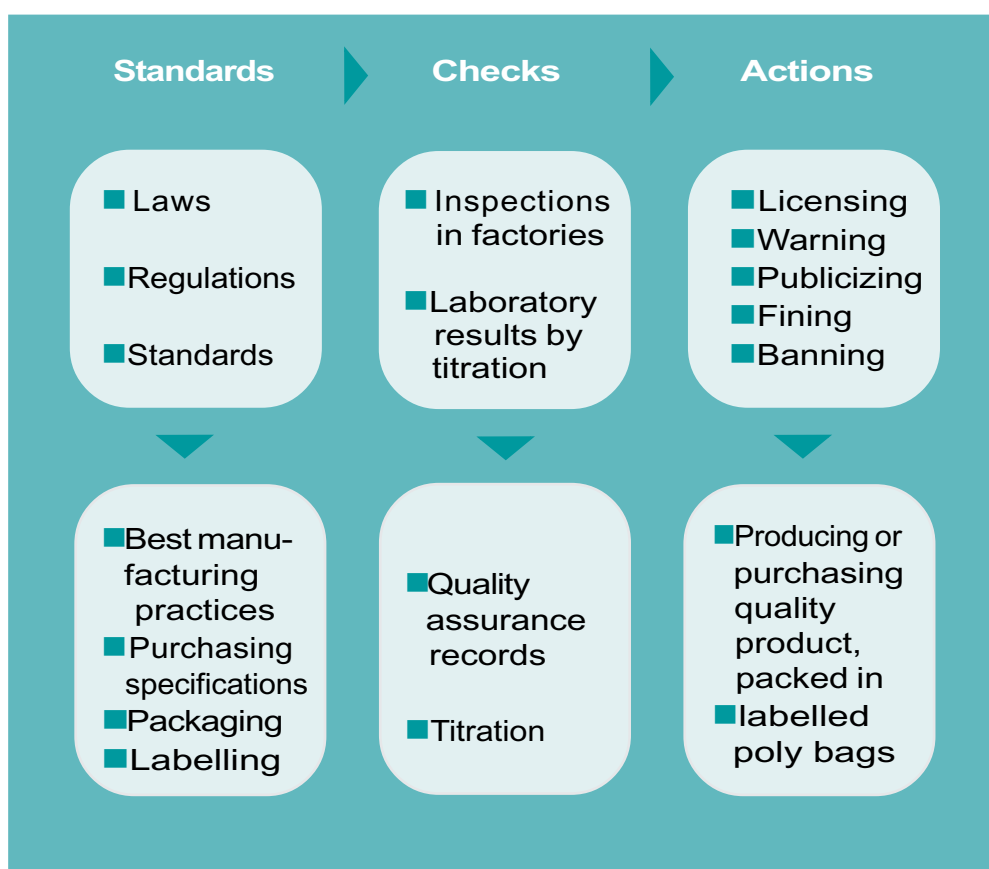 Standards
Checks
Actions
Laws
Regulations
Standards
Inspections
in factories
Laboratory
results by
titration
Licensing
Warning
Publicizing
Fining
Banning
Best manu-
facturing
practices
Purchasing
specifications
Packaging
Labelling
Quality
assurance
records
Titration
Producing or
purchasing
quality
product,
packed in
labelled
poly bags